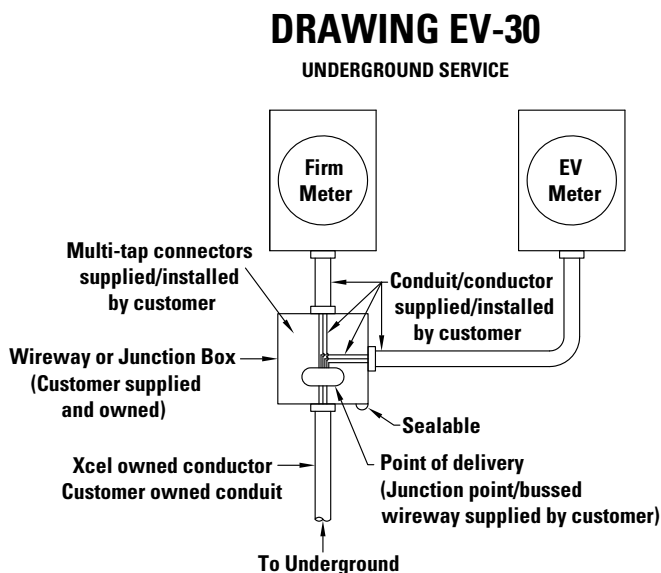 DRAWING EV-30
UNDERGROUND SERVICE
Firm
Meter
EV
Meter
Multi-tap connectors
supplied/installed
by customer
Conduit/conductor
supplied/installed
by customer
Wireway or Junction Box
(Customer supplied
and owned)
Sealable
Xcel owned conductor
Customer owned conduit
Point of delivery
(Junction point/bussed
wireway supplied by customer)
To Underground